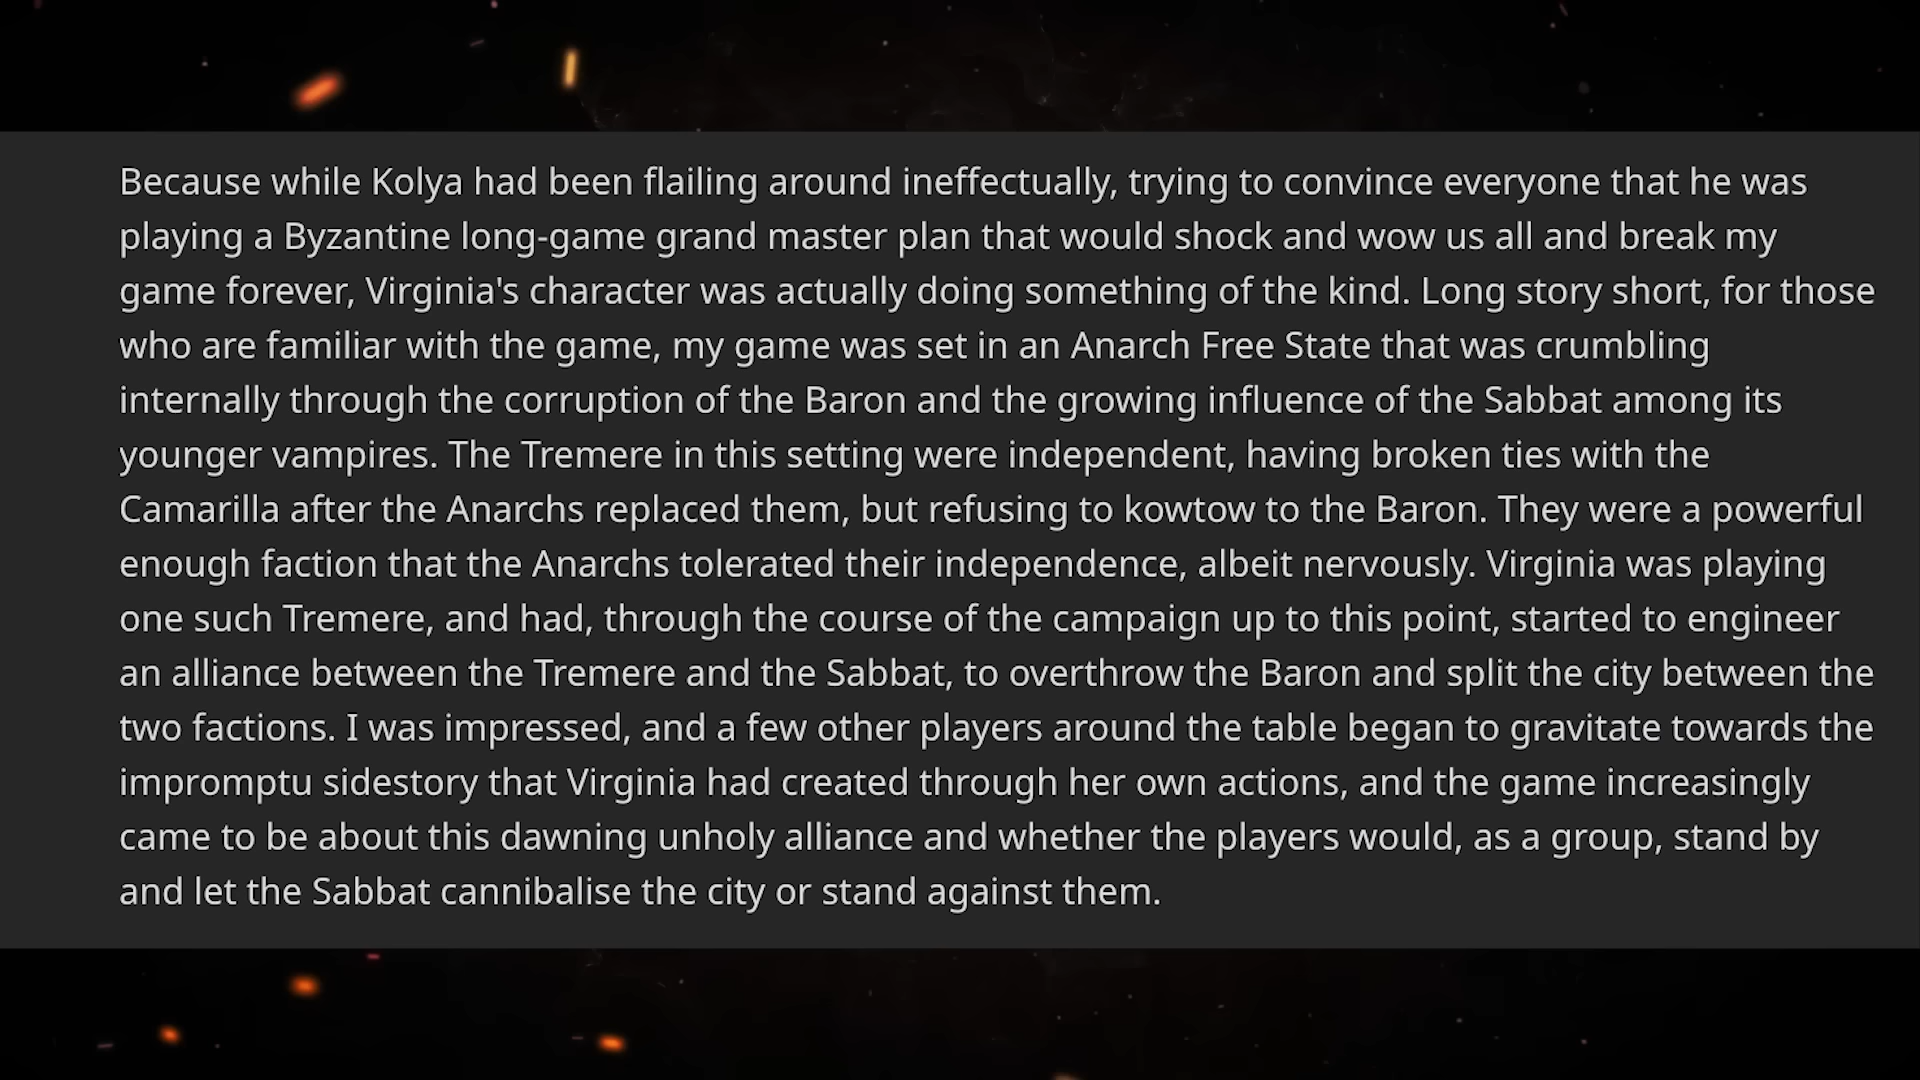 Because while Kolya had been flailing around ineffectually, trying to convince everyone that he was
playing a Byzantine long-game grand master plan that would shock and wow us all and break my
game forever, Virginia's character was actually doing something of the kind. Long story short, for those
who are familiar with the game, my game was set in an Anarch Free State that was crumbling
internally through the corruption of the Baron and the growing influence of the Sabbat among its
younger vampires. The Tremere in this setting were independent, having broken ties with the
Camarilla after the Anarchs replaced them, but refusing to kowtow to the Baron. They were a powerful
enough faction that the Anarchs tolerated their independence, albeit nervously. Virginia was playing
one such Tremere, and had, through the course of the campaign up to this point, started to engineer
an alliance between the Tremere and the Sabbat, to overthrow the Baron and split the city between the
two factions. I was impressed, and a few other players around the table began to gravitate towards the
impromptu sidestory that Virginia had created through her own actions, and the game increasingly
came to be about this dawning unholy alliance and whether the players would, as a group, stand by
and let the Sabbat cannibalise the city or stand against them.